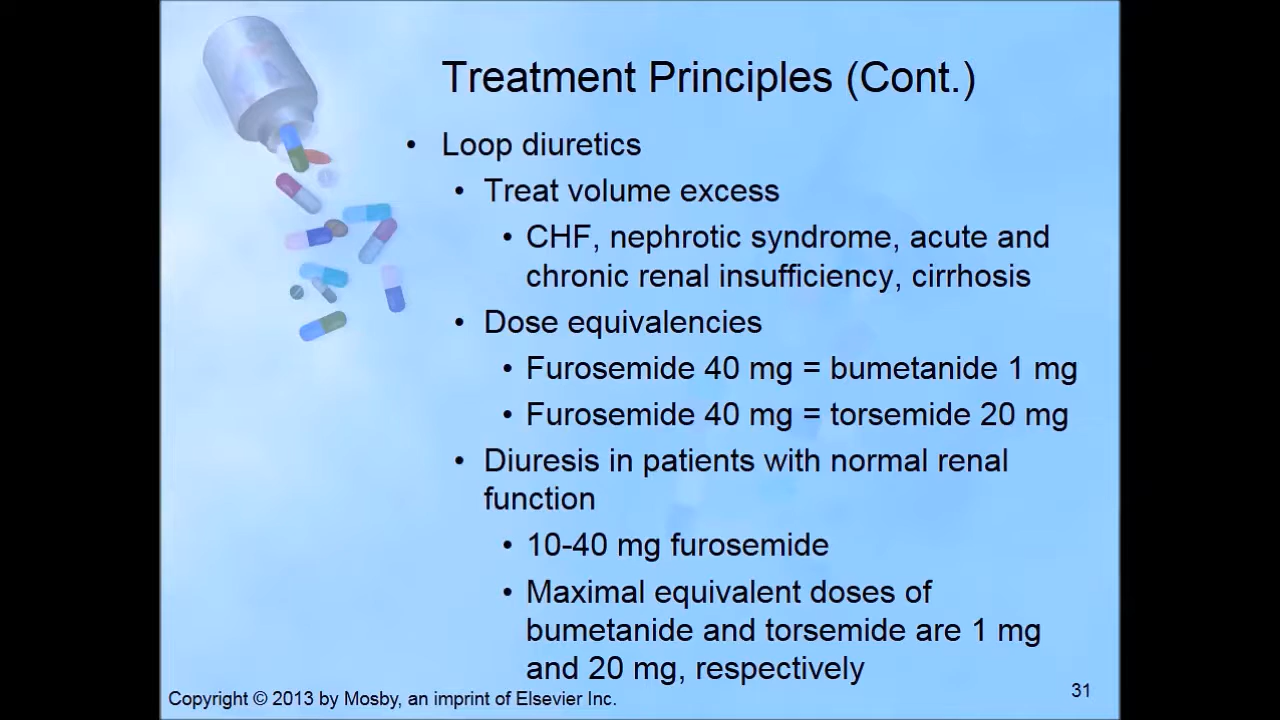 Treatment Principles (Cont.)
• Loop diuretics
• Treat volume excess
• CHF, nephrotic syndrome, acute and
chronic renal insufficiency, cirrhosis
• Dose equivalencies
• Furosemide 40 mg = bumetanide 1 mg
• Furosemide 40 mg = torsemide 20 mg
• Diuresis in patients with normal renal
function
• 10-40 mg furosemide
• Maximal equivalent doses of
bumetanide and torsemide are 1 mg
and 20 mg, respectively
Copyright © 2013 by Mosby, an imprint of Elsevier Inc.
31